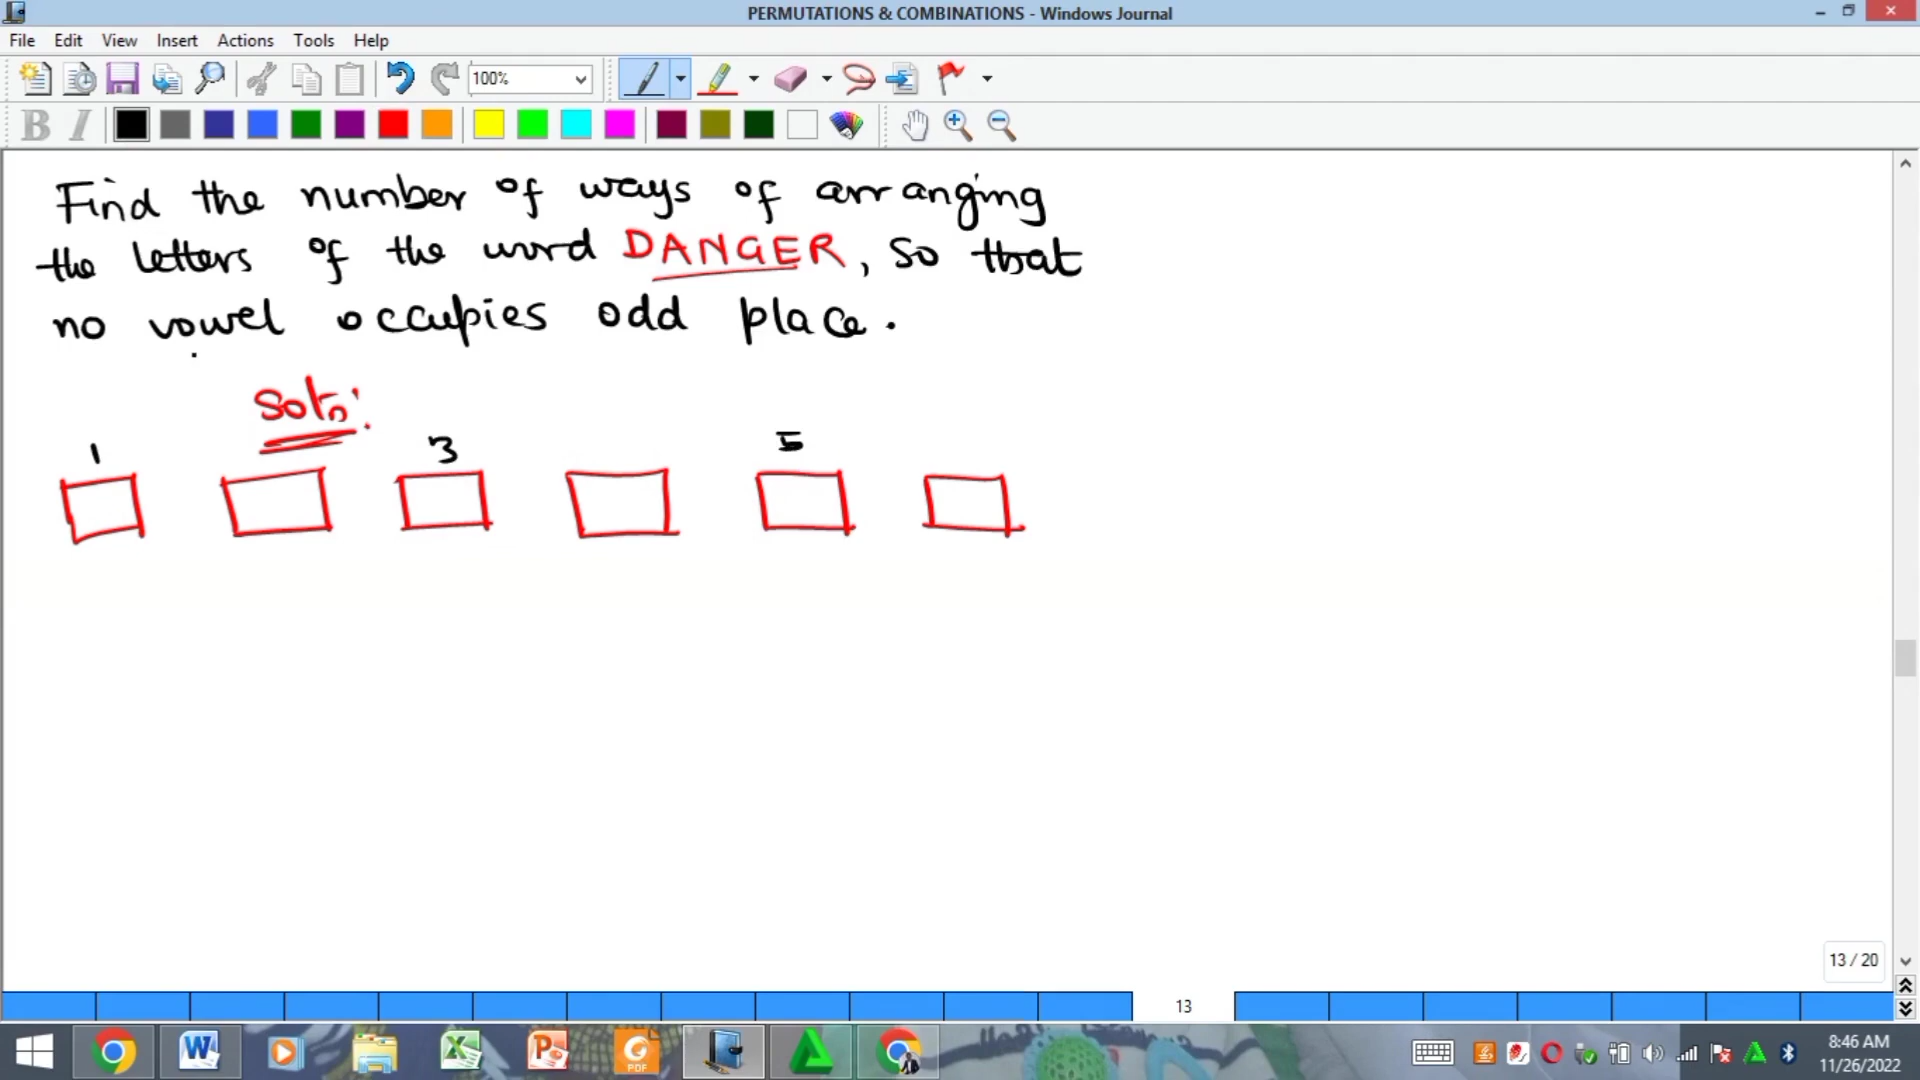 PERMUTATIONS & COMBINATIONS - Windows Journal
File Edit View Insert Actions Tools Help
100%
B I
Find the number of ways of arranging
the letters of the word DANGER, so that
no vowel occupies odd place.
Soln:
1 3 5
13 / 20
13
8:46 AM
11/26/2022